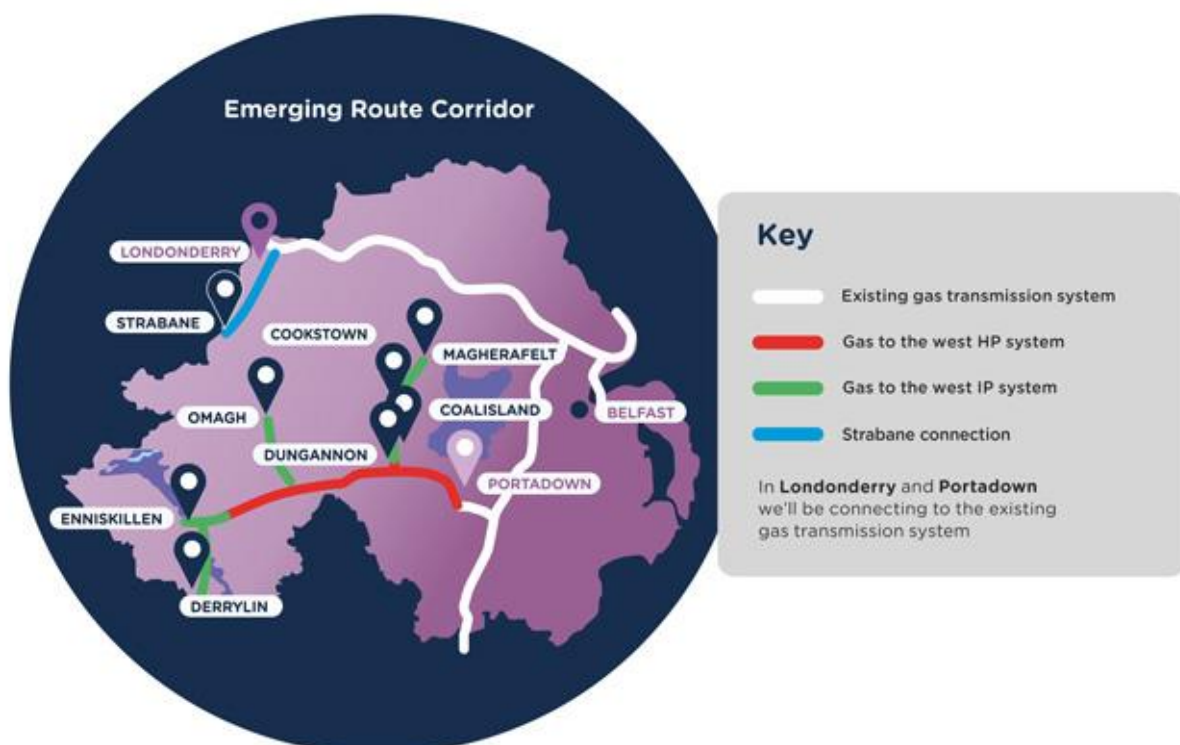 Emerging Route Corridor
LONDONDERRY
STRABANE
COOKSTOWN
MAGHERAFELT
OMAGH
COALISLAND
BELFAST
DUNGANNON
PORTADOWN
ENNISKILLEN
DERRYLIN
Key
Existing gas transmission system
Gas to the west HP system
Gas to the west IP system
Strabane connection
In Londonderry and Portadown
we'll be connecting to the existing
gas transmission system